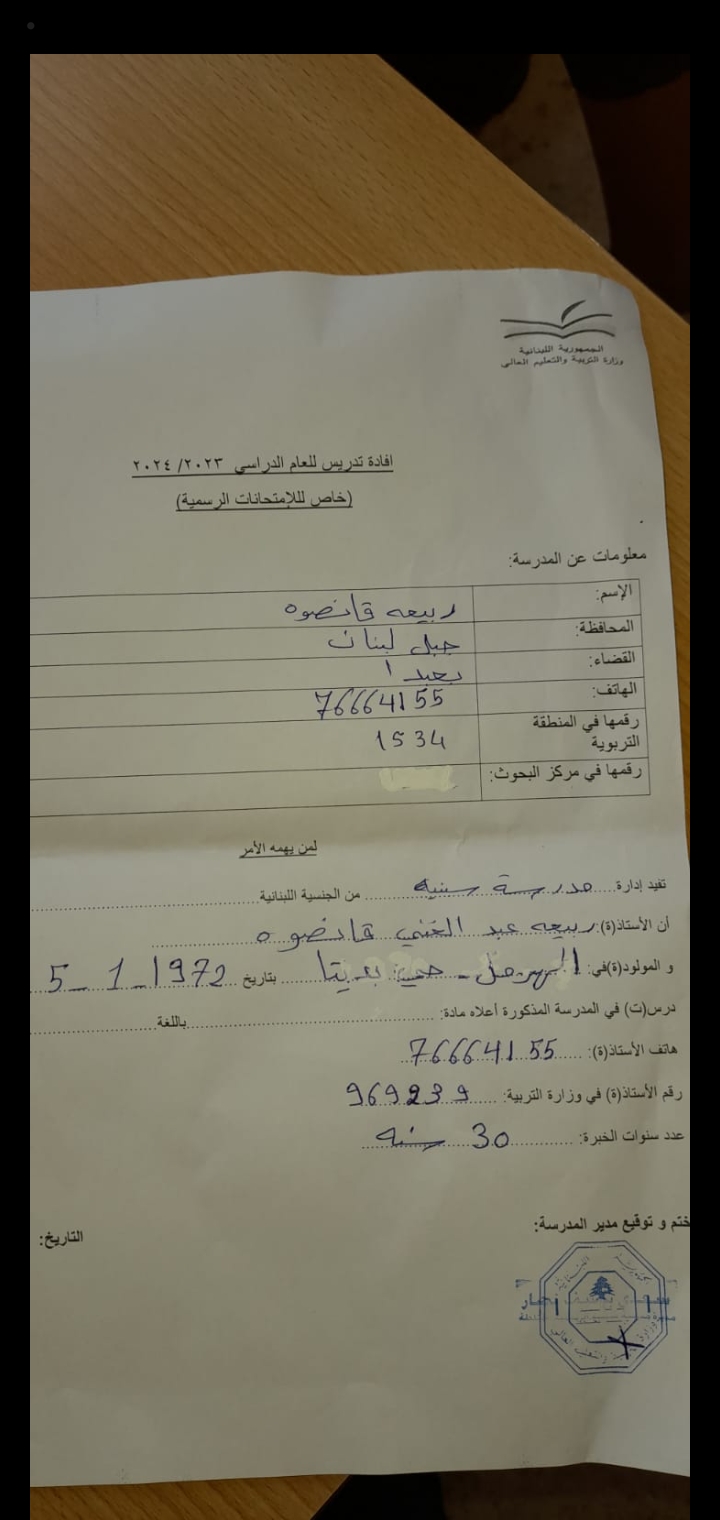 الجمهورية اللبنانية
وزارة التربية والتعليم العالي
افادة تدريس للعام الدراسي ٢٠٢٣/ ٢٠٢٤
(خاص للإمتحانات الرسمية)
معلومات عن المدرسة:
الإسم: ربيعه قانصوه
المحافظة: جبل لبنان
القضاء: بعبدا
الهاتف: 76664155
رقمها في المنطقة التربوية 1534
رقمها في مركز البحوث:
لمن يهمه الأمر
تفيد إدارة مدرسة من الجنسية اللبنانية
أن الأستاذ(ة): ربيعه عبد الغني قانصوه
و المولود(ة) في: الهرمل - حي بديتا بتاريخ 5_1_1972
درس(ت) في المدرسة المذكورة أعلاه مادة: باللغة
هاتف الأستاذ(ة): 76664155
رقم الأستاذ(ة) في وزارة التربية: 969239
عدد سنوات الخبرة: 30 سنه
ختم و توقيع مدير المدرسة: التاريخ: